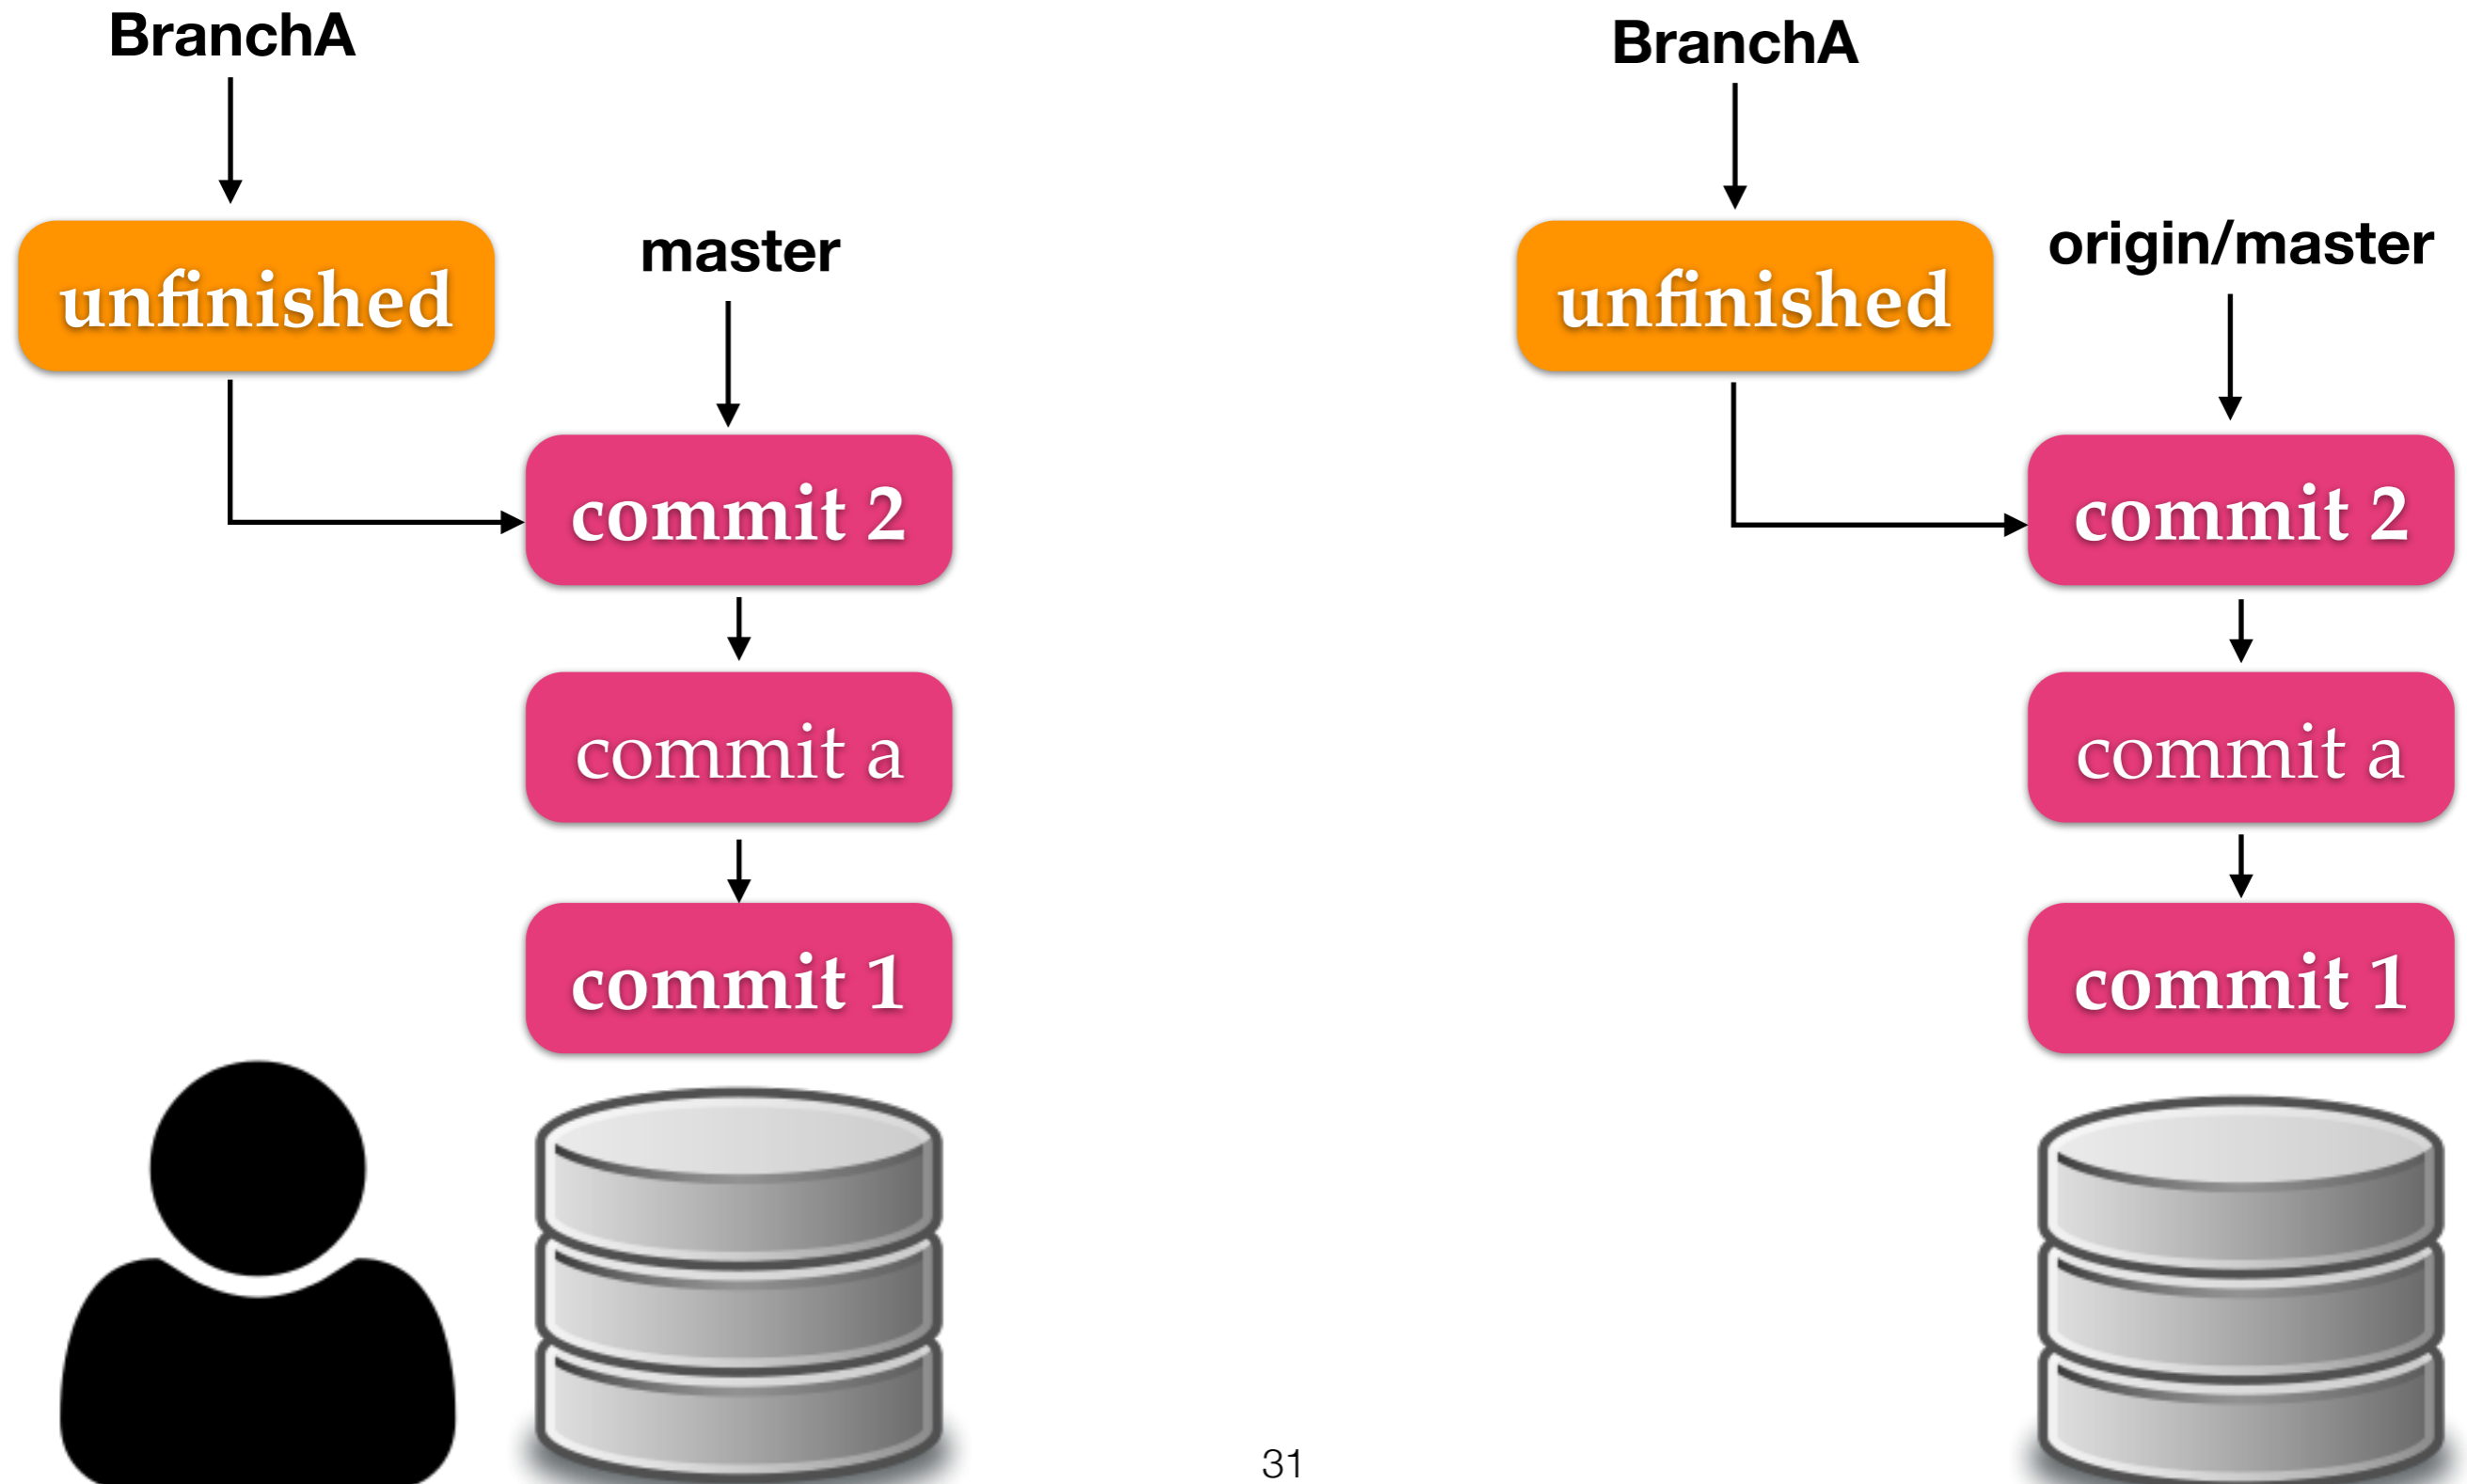 BranchA
unfinished
master
commit 2
commit a
commit 1
BranchA
unfinished
origin/master
commit 2
commit a
commit 1
31